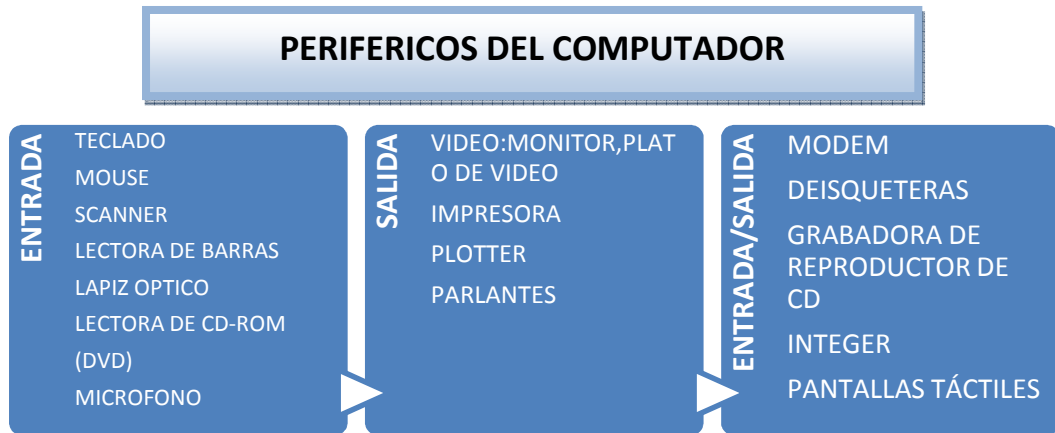 PERIFERICOS DEL COMPUTADOR
ENTRADA
TECLADO
MOUSE
SCANNER
LECTORA DE BARRAS
LAPIZ OPTICO
LECTORA DE CD-ROM
(DVD)
MICROFONO
SALIDA
VIDEO:MONITOR,PLAT
O DE VIDEO
IMPRESORA
PLOTTER
PARLANTES
ENTRADA/SALIDA
MODEM
DEISQUETERAS
GRABADORA DE
REPRODUCTOR DE
CD
INTEGER
PANTALLAS TÁCTILES